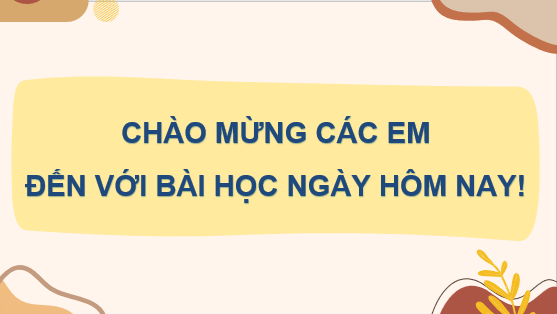 CHÀO MỪNG CÁC EM
ĐẾN VỚI BÀI HỌC NGÀY HÔM NAY!